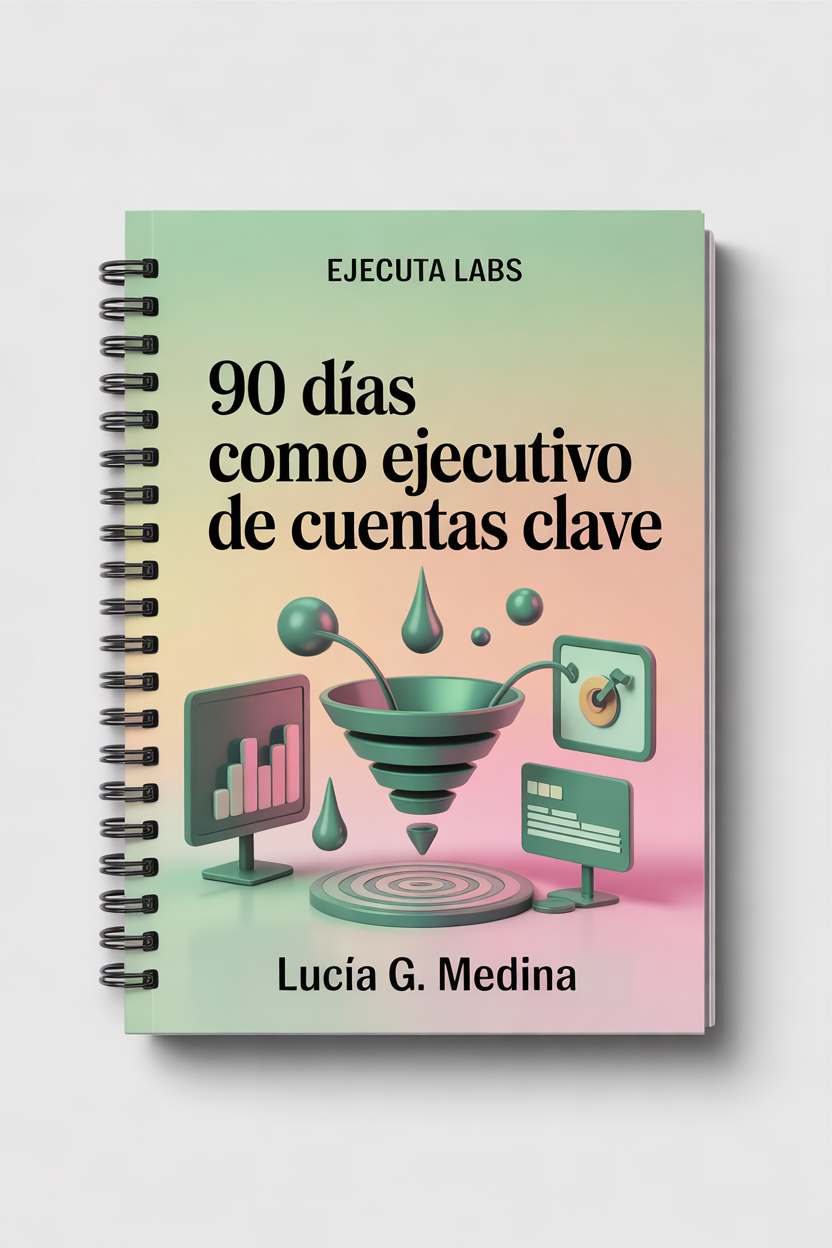 EJECUTA LABS
90 días
como ejecutivo
de cuentas clave
Lucía G. Medina